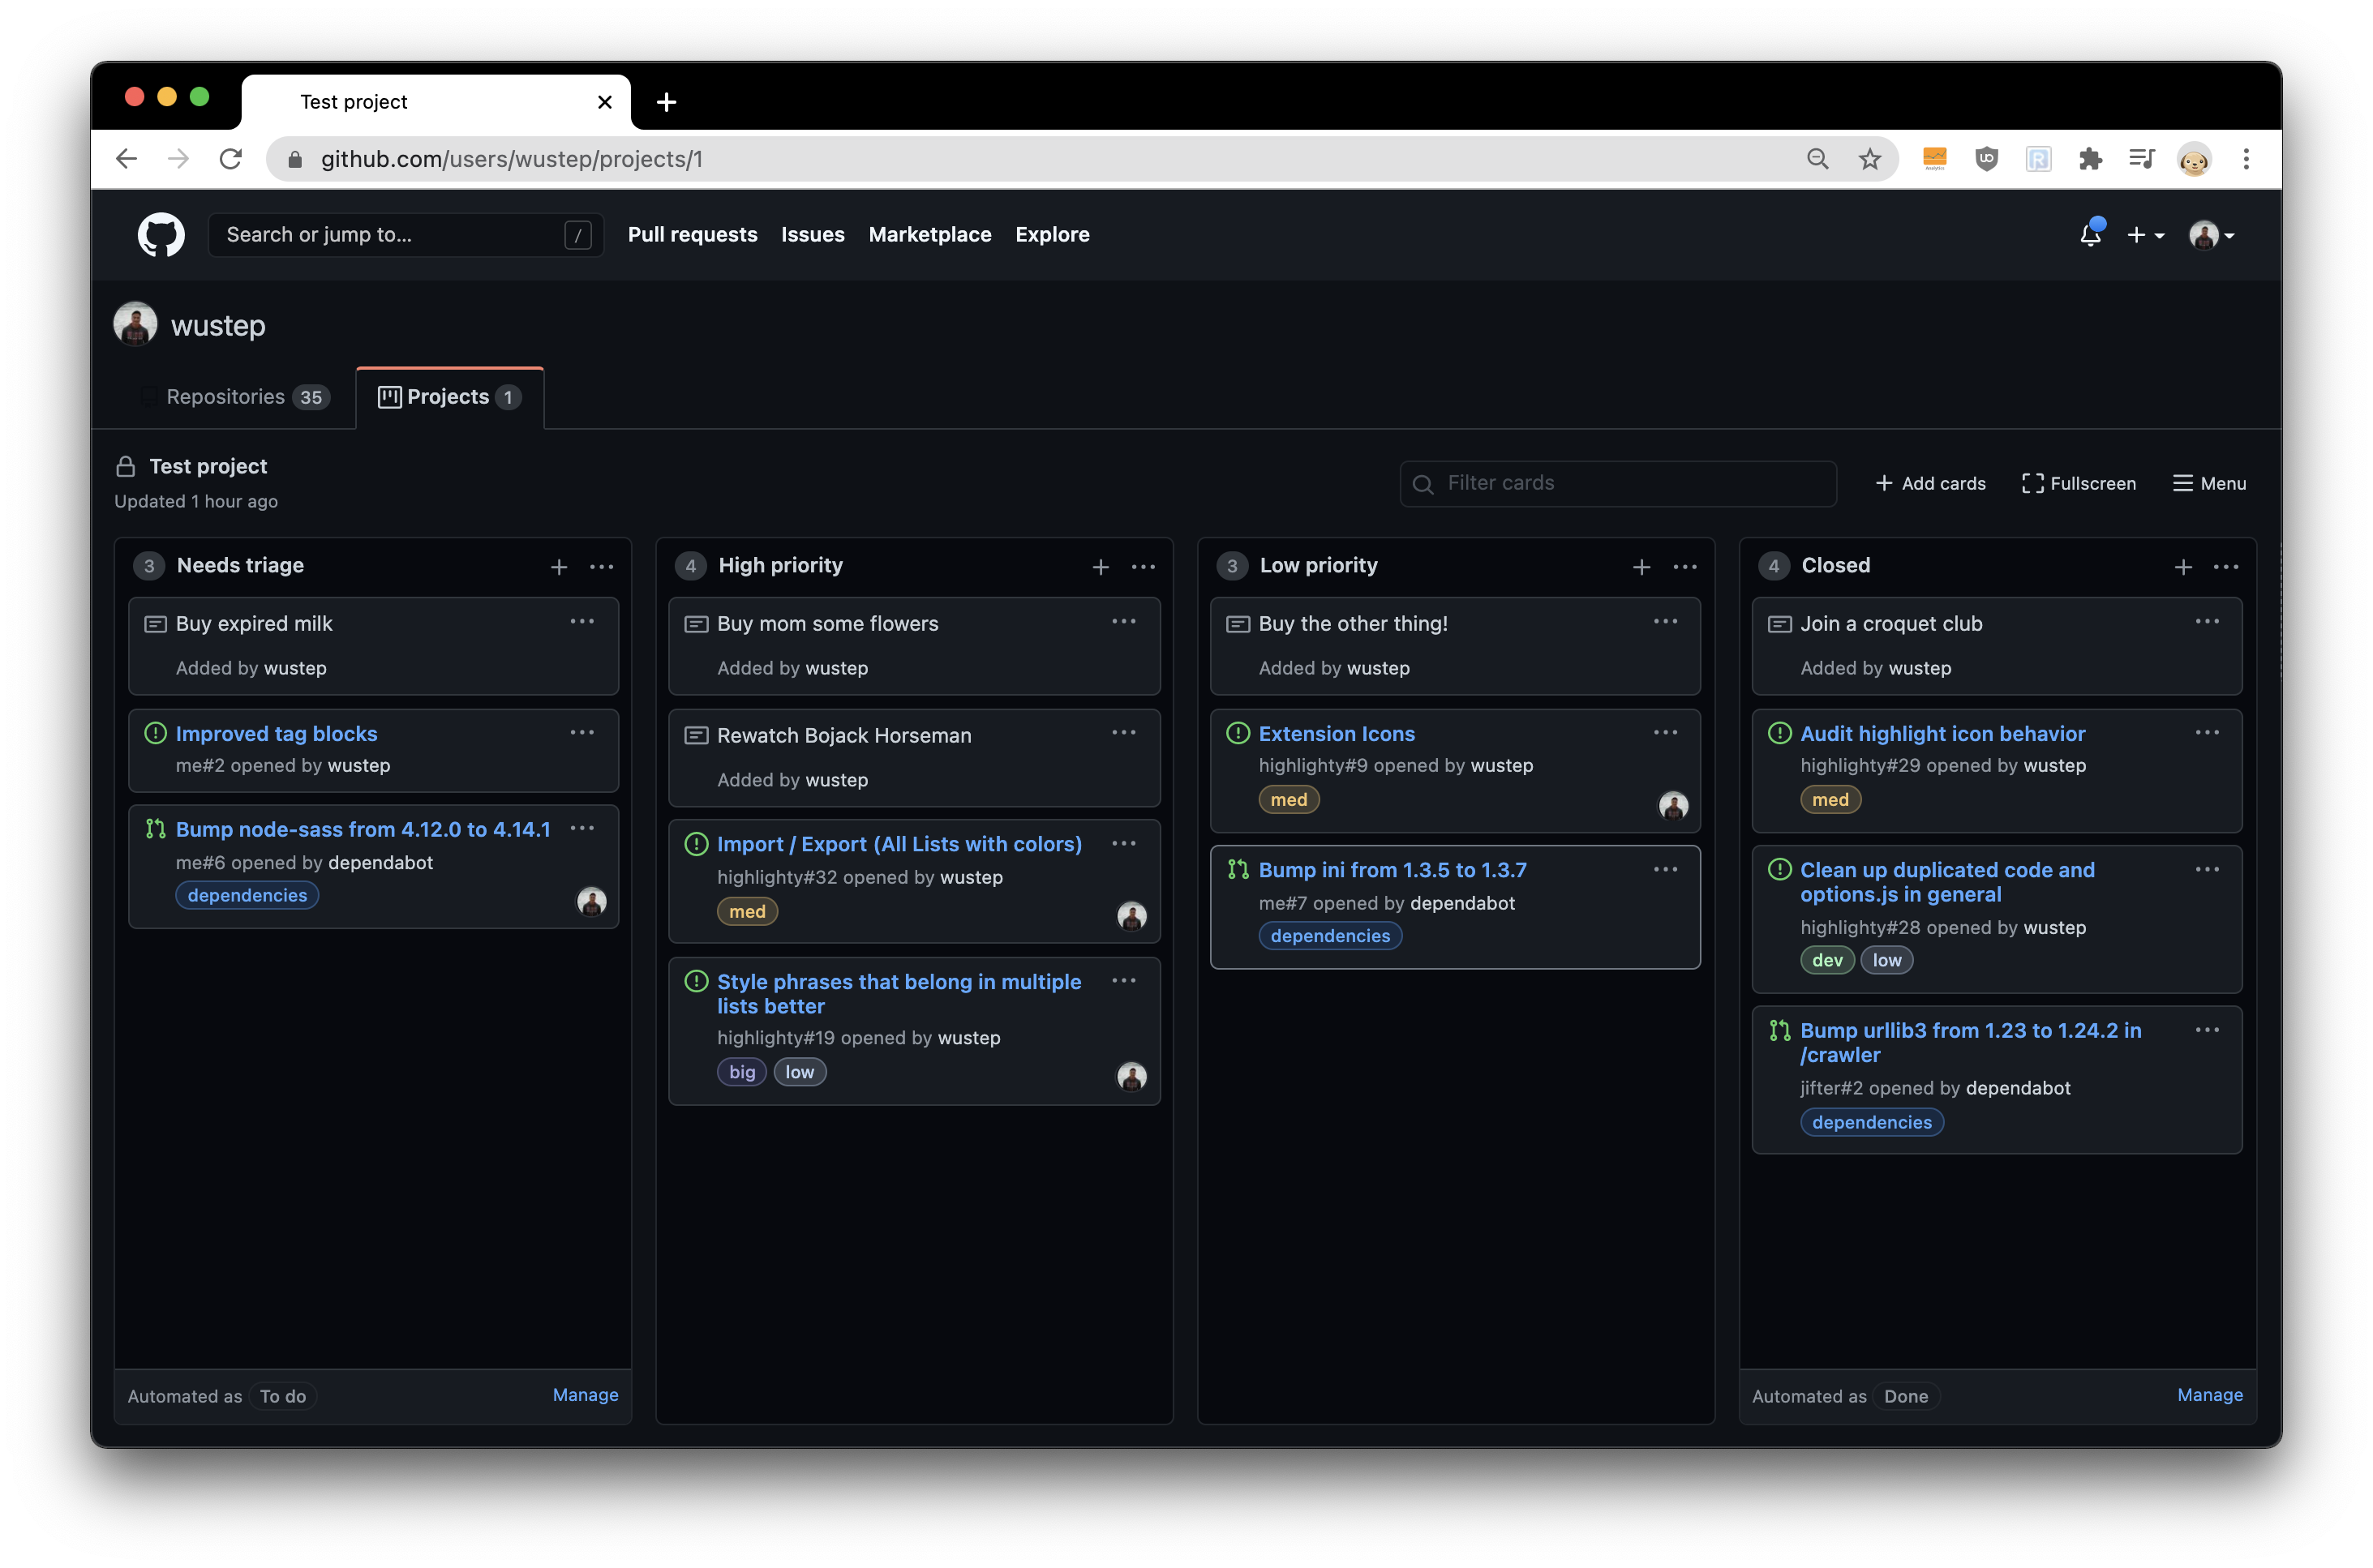 Test project
github.com/users/wustep/projects/1
Search or jump to... /
Pull requests Issues Marketplace Explore
wustep
Repositories 35
Projects 1
Test project
Updated 1 hour ago
Filter cards
Add cards
Fullscreen
Menu
3 Needs triage
Buy expired milk
Added by wustep
Improved tag blocks
me#2 opened by wustep
Bump node-sass from 4.12.0 to 4.14.1
me#6 opened by dependabot
dependencies
Automated as To do
Manage
4 High priority
Buy mom some flowers
Added by wustep
Rewatch Bojack Horseman
Added by wustep
Import / Export (All Lists with colors)
highlighty#32 opened by wustep
med
Style phrases that belong in multiple
lists better
highlighty#19 opened by wustep
big low
3 Low priority
Buy the other thing!
Added by wustep
Extension Icons
highlighty#9 opened by wustep
med
Bump ini from 1.3.5 to 1.3.7
me#7 opened by dependabot
dependencies
4 Closed
Join a croquet club
Added by wustep
Audit highlight icon behavior
highlighty#29 opened by wustep
med
Clean up duplicated code and
options.js in general
highlighty#28 opened by wustep
dev low
Bump urllib3 from 1.23 to 1.24.2 in
/crawler
jifter#2 opened by dependabot
dependencies
Automated as Done
Manage